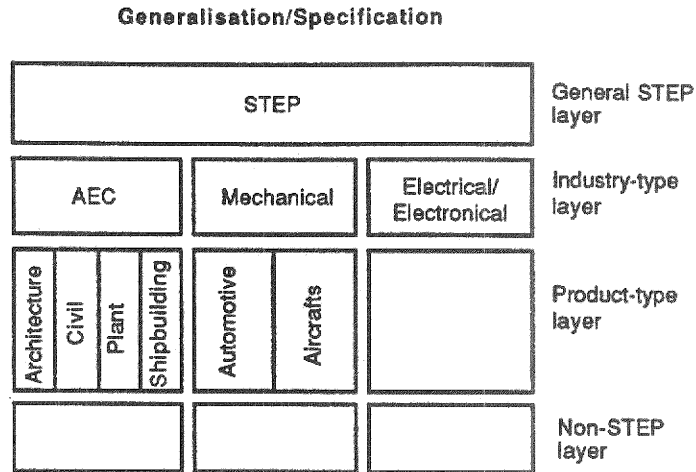 Generalisation/Specification
STEP
General STEP
layer
AEC
Mechanical
Electrical/
Electronical
Industry-type
layer
Architecture
Civil
Plant
Shipbuilding
Automotive
Aircrafts
Product-type
layer
Non-STEP
layer